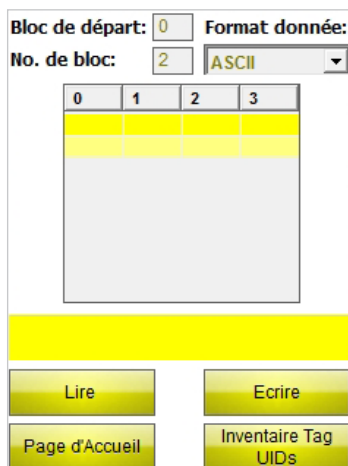 Bloc de départ: 0 Format donnée:
No. de bloc: 2 ASCII
0 1 2 3
Lire Ecrire
Page d'Accueil Inventaire Tag
UIDs